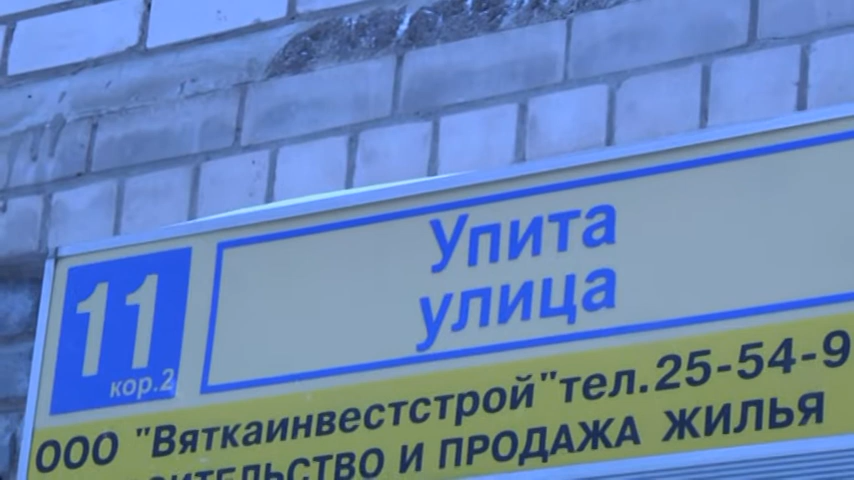 11
кор.2
Упита
улица
ООО "Вяткаинвестстрой" тел.25-54-9
ИТЕЛЬСТВО И ПРОДАЖА ЖИЛЬЯ